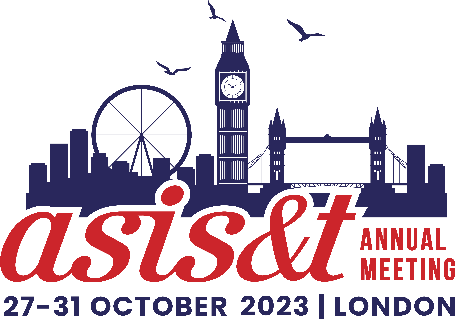 asis&t
ANNUAL
MEETING
27-31 OCTOBER 2023 | LONDON